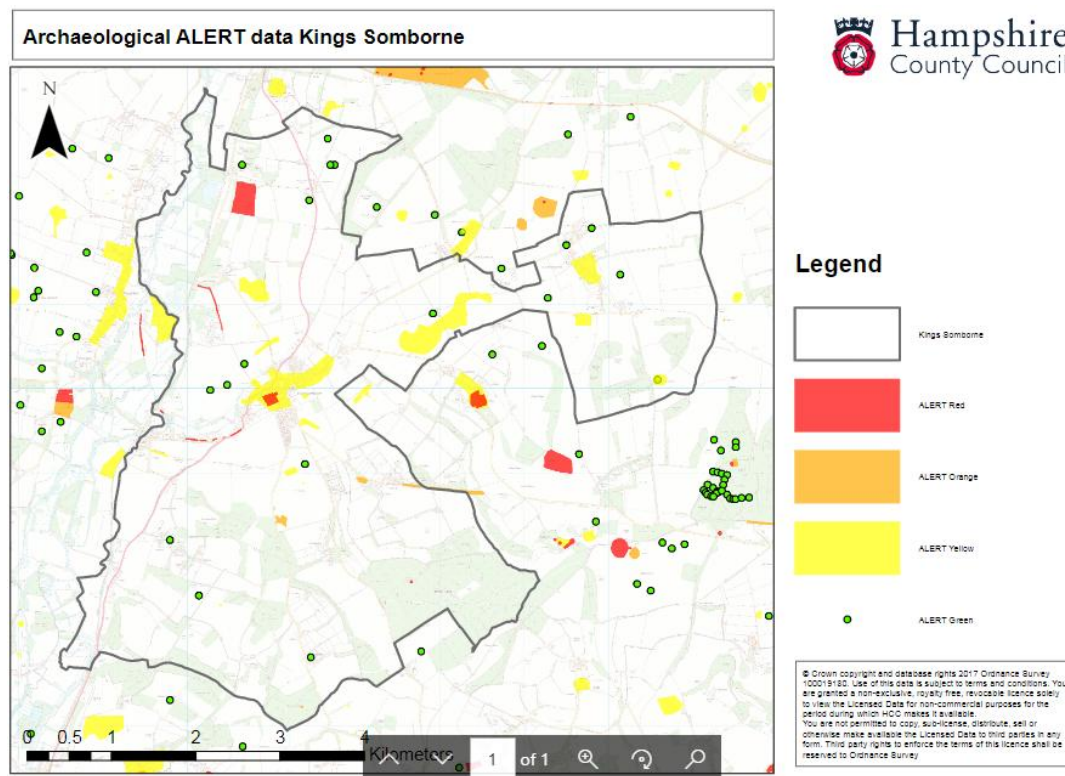 Archaeological ALERT data Kings Somborne
Hampshire
County Council
N
Legend
Kings Somborne
ALERT Red
ALERT Orange
ALERT Yellow
ALERT Green
0 0.5 1 2 3 4
Kilometers
1 of 1
© Crown copyright and database rights 2017 Ordnance Survey
100019180. Use of this data is subject to terms and conditions. You
are granted a non-exclusive, royalty free, revocable licence solely
to view the Licensed Data for non-commercial purposes for the
period during which HCC makes it available.
You are not permitted to copy, sub-license, distribute, sell or
otherwise make available the Licensed Data to third parties in any
form. Third party rights to enforce the terms of this licence shall be
reserved to Ordnance Survey